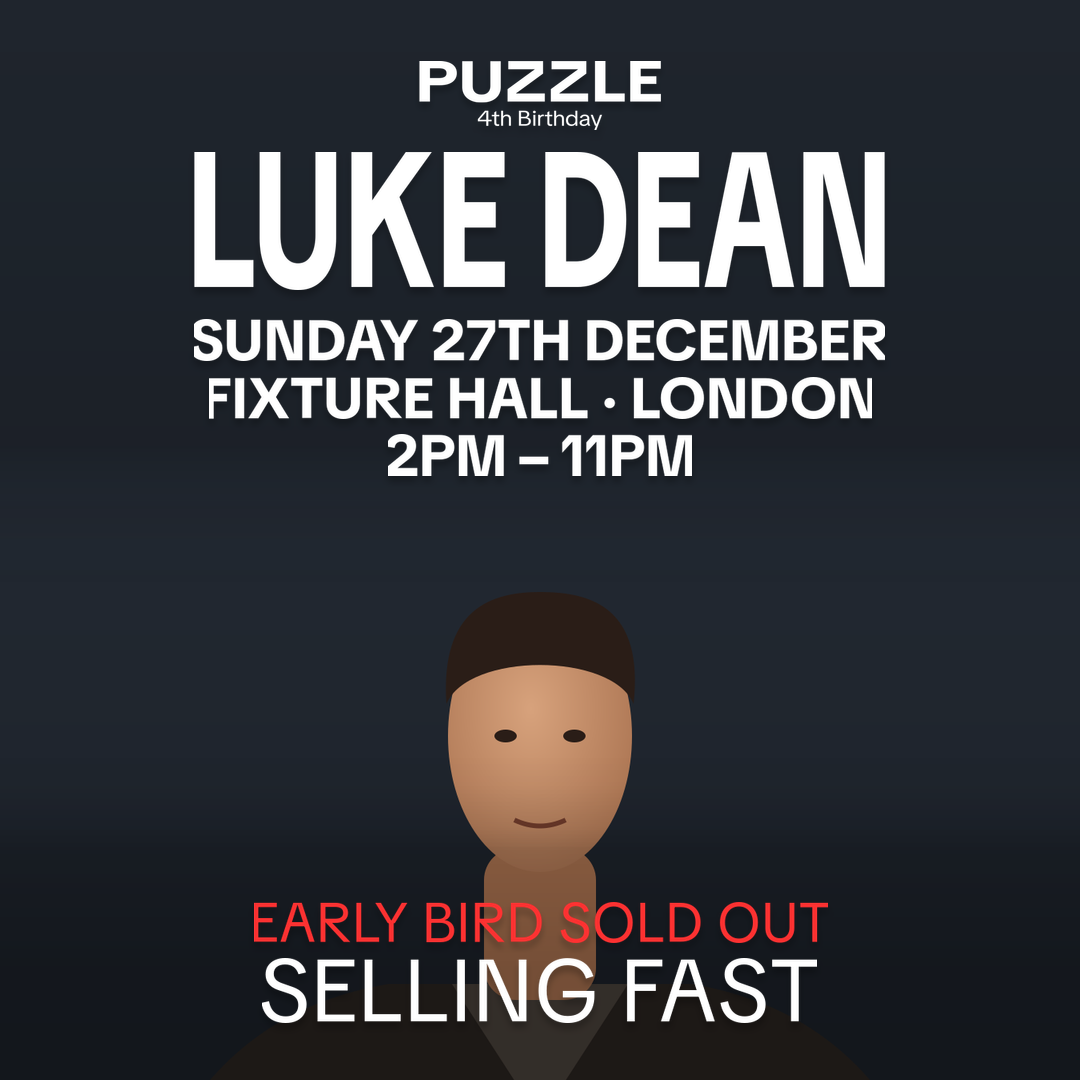 PUZZLE
4th Birthday
LUKE DEAN
SUNDAY 27TH DECEMBER
FIXTURE HALL · LONDON
2PM – 11PM
EARLY BIRD SOLD OUT
SELLING FAST